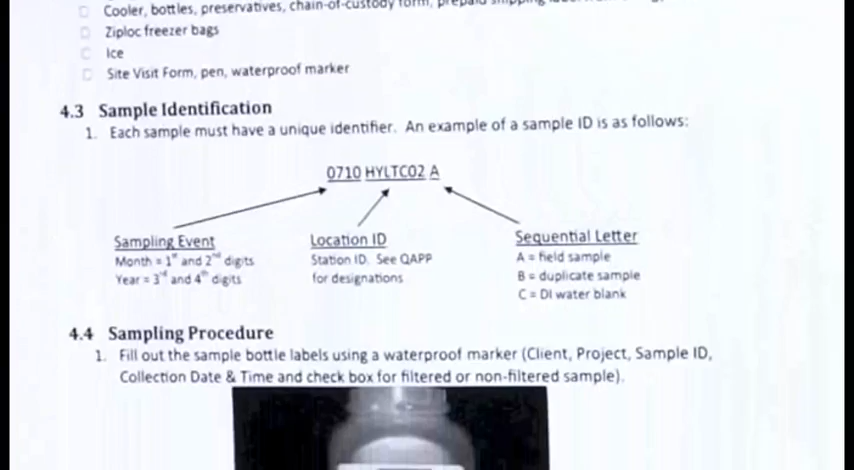 Cooler, bottles, preservatives, chain-of-custody form, prepaid
Ziploc freezer bags
Ice
Site Visit Form, pen, waterproof marker
4.3 Sample Identification
1. Each sample must have a unique identifier. An example of a sample ID is as follows:
0710 HYLTC02 A
Sampling Event
Month = 1st and 2nd digits
Year = 3rd and 4th digits
Location ID
Station ID. See QAPP
for designations
Sequential Letter
A = field sample
B = duplicate sample
C = DI water blank
4.4 Sampling Procedure
1. Fill out the sample bottle labels using a waterproof marker (Client, Project, Sample ID,
Collection Date & Time and check box for filtered or non-filtered sample).